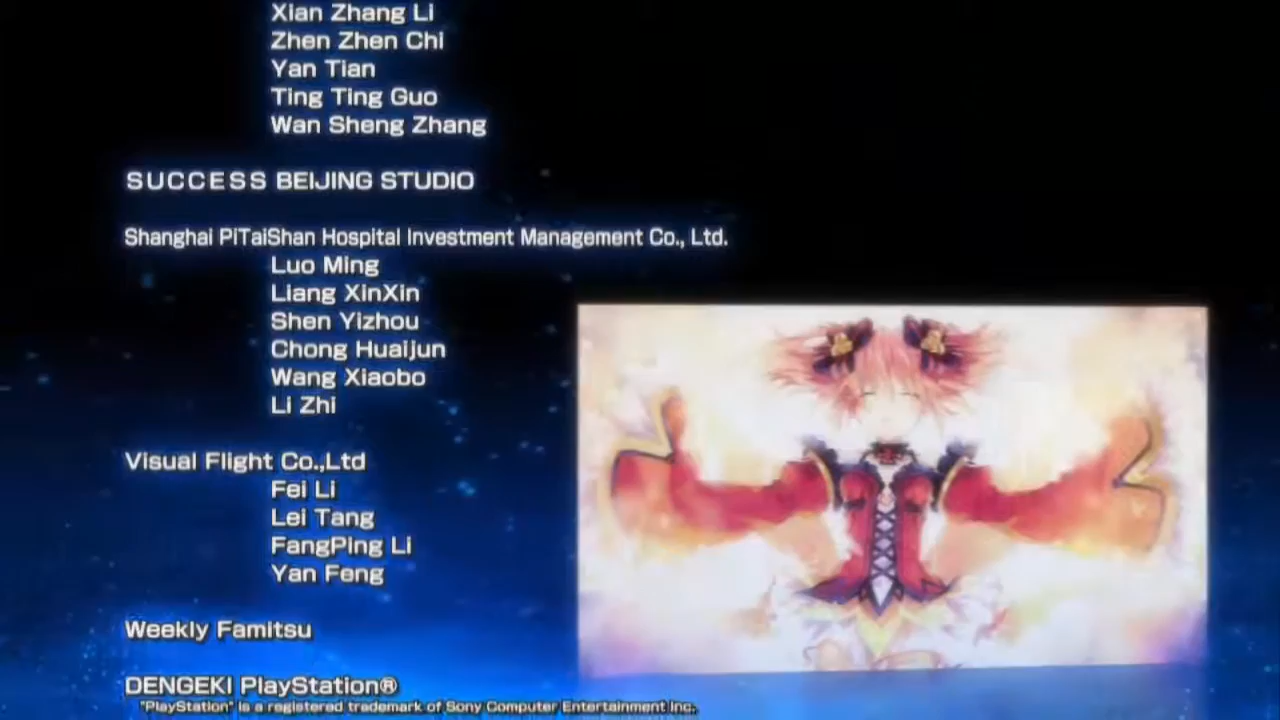 Xian Zhang Li
Zhen Zhen Chi
Yan Tian
Ting Ting Guo
Wan Sheng Zhang
SUCCESS BEIJING STUDIO
Shanghai PiTaiShan Hospital Investment Management Co., Ltd.
Luo Ming
Liang XinXin
Shen Yizhou
Chong Huaijun
Wang Xiaobo
Li Zhi
Visual Flight Co.,Ltd
Fei Li
Lei Tang
FangPing Li
Yan Feng
Weekly Famitsu
DENGEKI PlayStation®
"PlayStation" is a registered trademark of Sony Computer Entertainment Inc.